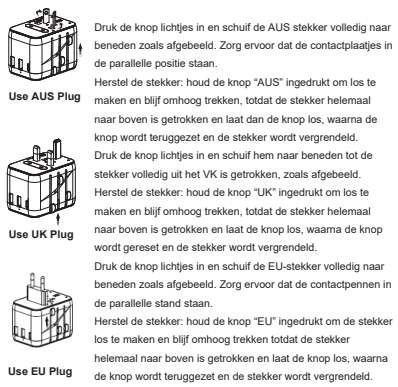 Druk de knop lichtjes in en schuif de AUS stekker volledig naar
beneden zoals afgebeeld. Zorg ervoor dat de contactplaatjes in
de parallelle positie staan.
Herstel de stekker: houd de knop “AUS” ingedrukt om los te
maken en blijf omhoog trekken, totdat de stekker helemaal
naar boven is getrokken en laat dan de knop los, waarna de
knop wordt teruggezet en de stekker wordt vergrendeld.
Use AUS Plug
Druk de knop lichtjes in en schuif hem naar beneden tot de
stekker volledig uit het VK is getrokken, zoals afgebeeld.
Herstel de stekker: houd de knop “UK” ingedrukt om los te
maken en blijf omhoog trekken, totdat de stekker helemaal
naar boven is getrokken en laat de knop los, waarna de knop
wordt gereset en de stekker wordt vergrendeld.
Use UK Plug
Druk de knop lichtjes in en schuif de EU-stekker volledig naar
beneden zoals afgebeeld. Zorg ervoor dat de contactpennen in
de parallelle stand staan.
Herstel de stekker: houd de knop “EU” ingedrukt om de stekker
los te maken en blijf omhoog trekken totdat de stekker
helemaal naar boven is getrokken en laat de knop los, waarna
de knop wordt teruggezet en de stekker wordt vergrendeld.
Use EU Plug